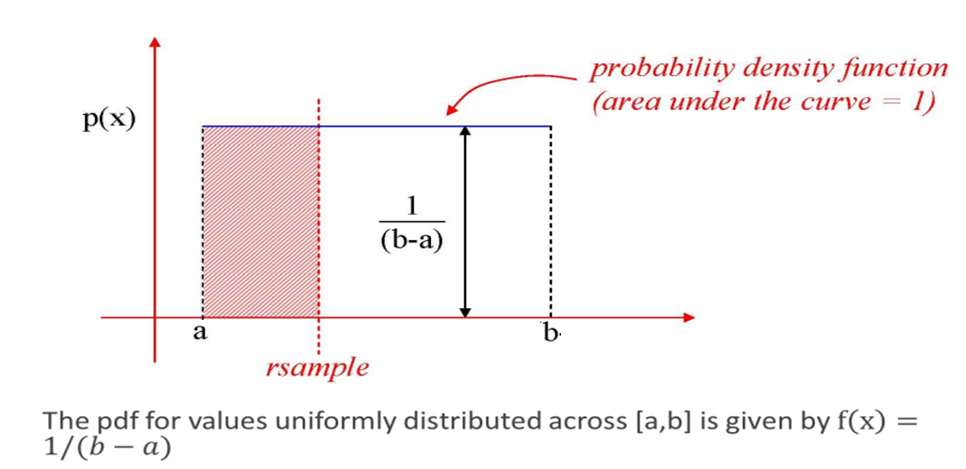 probability density function
(area under the curve = 1)
p(x)
1
(b-a)
a
b
rsample
The pdf for values uniformly distributed across [a,b] is given by f(x) =
1/(b − a)